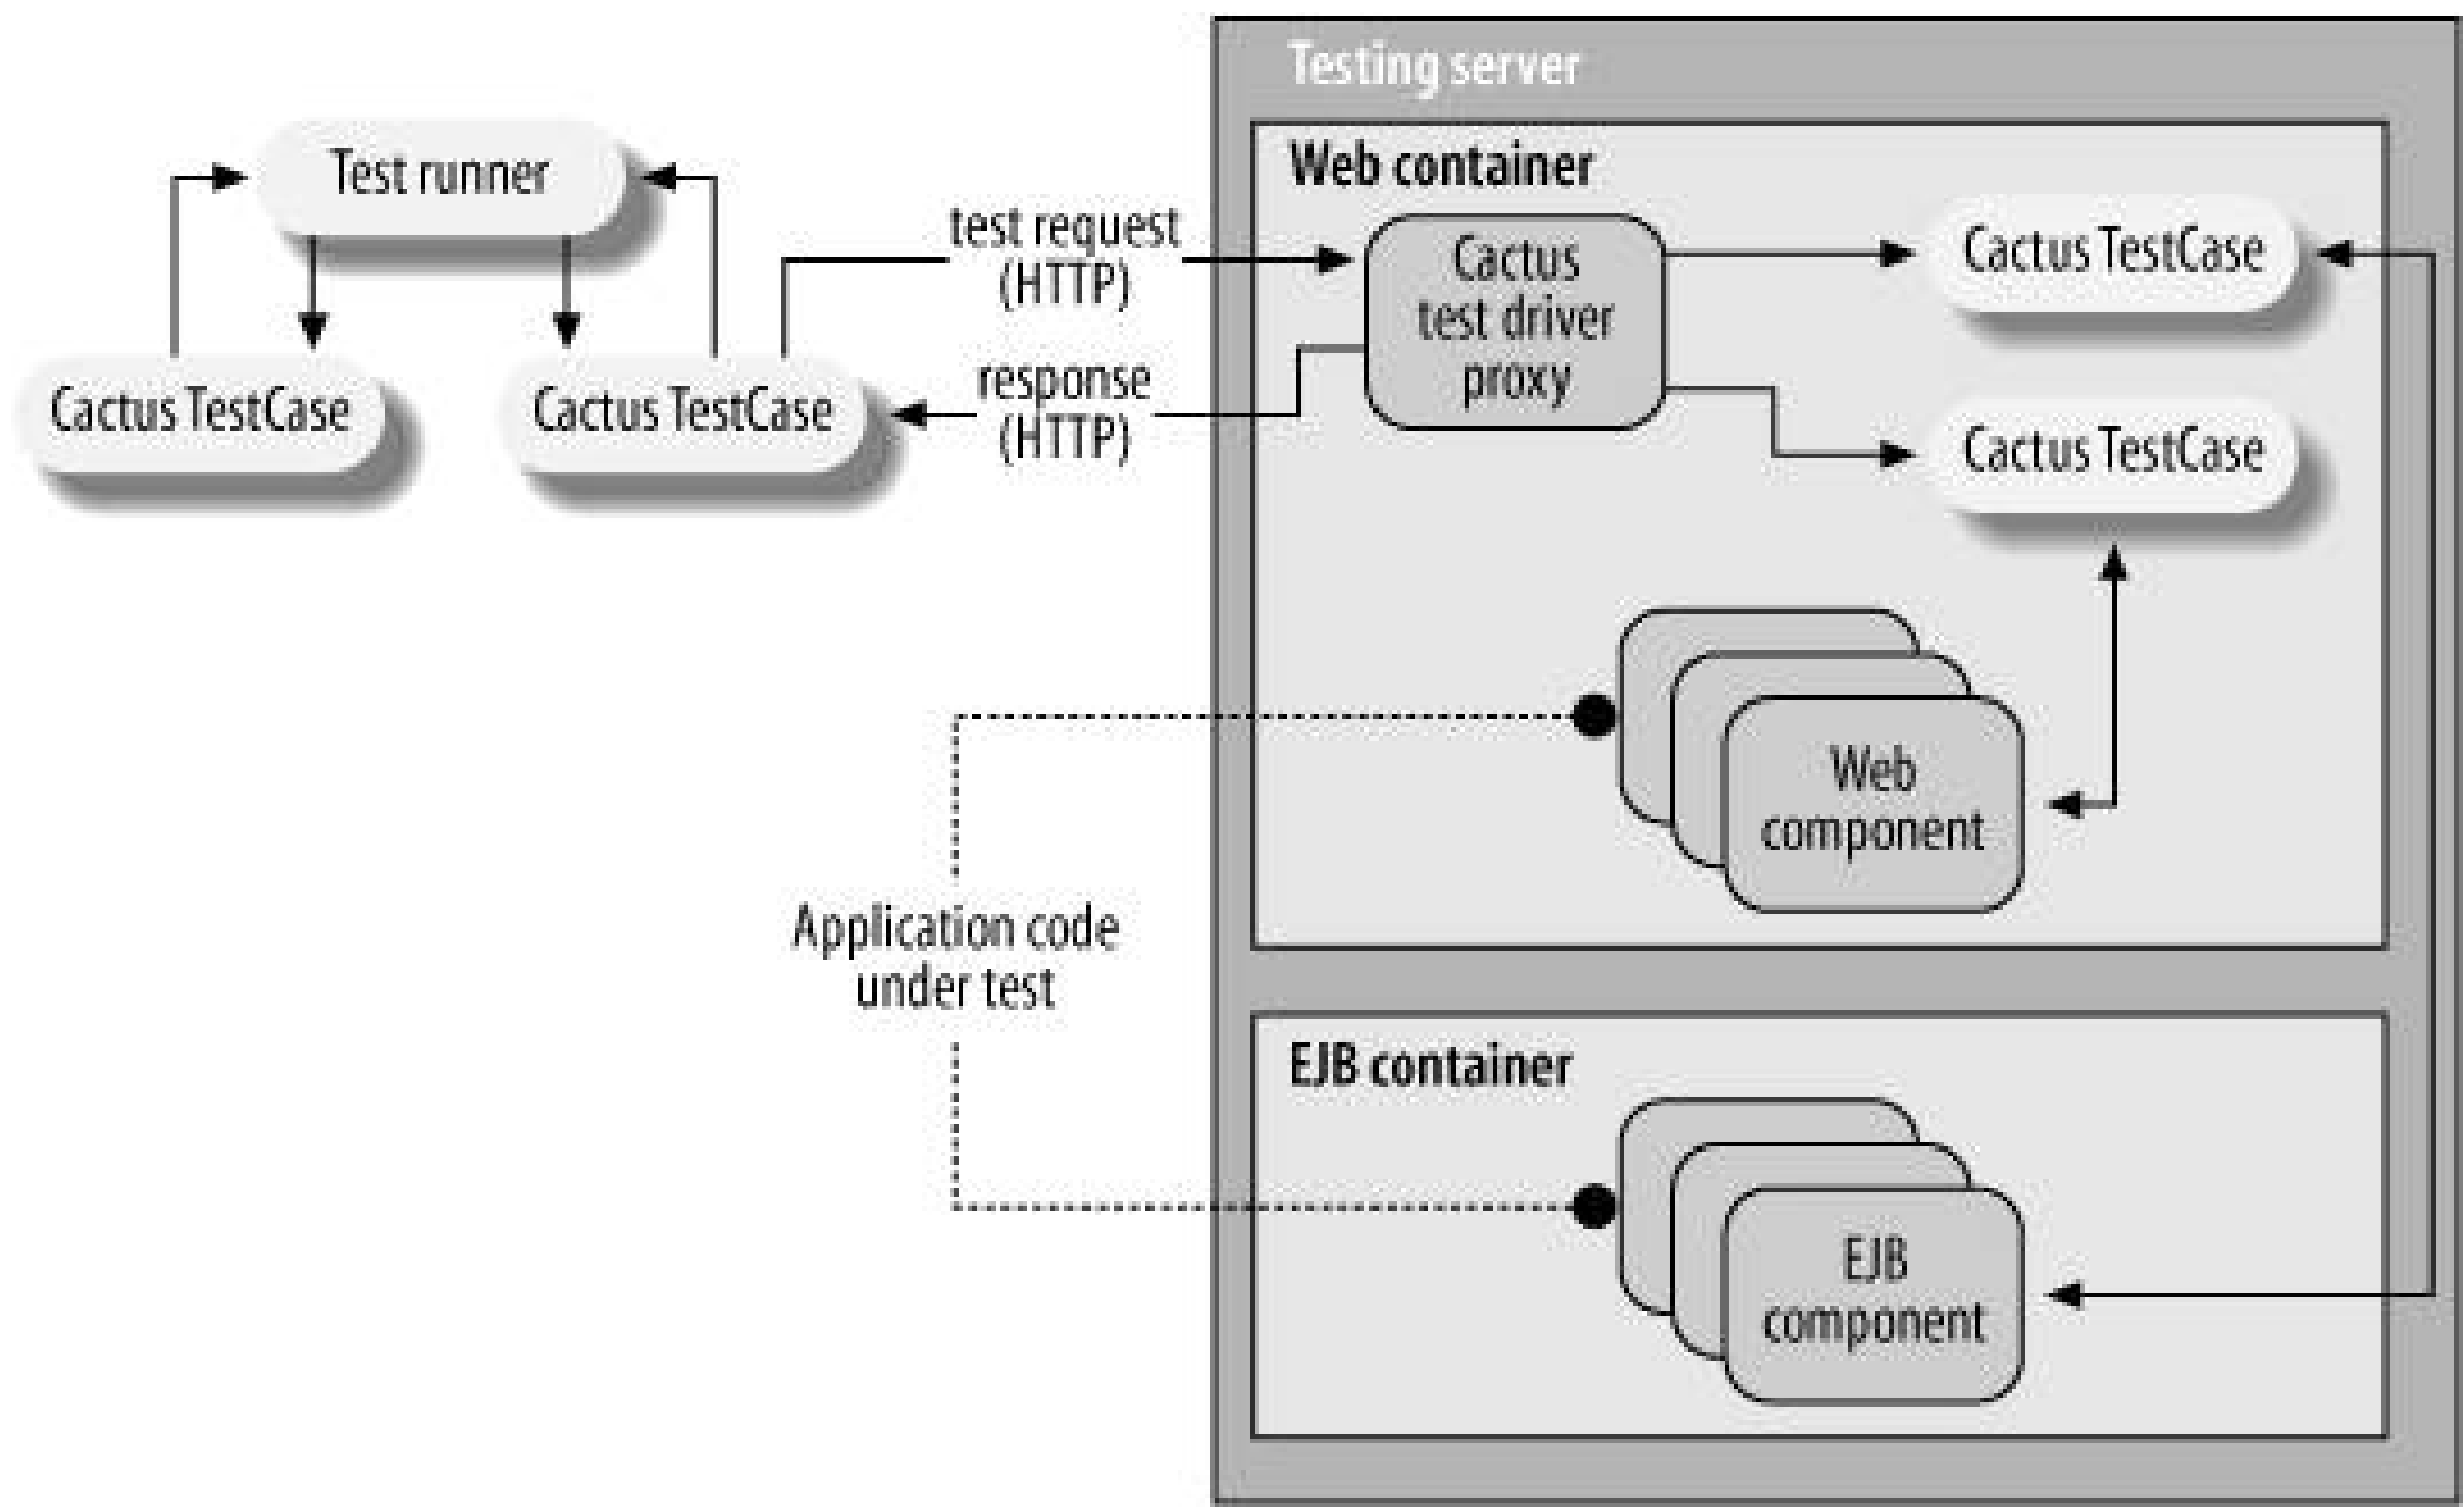 Testing server
Web container
Test runner
test request
(HTTP)
Cactus
test driver
proxy
Cactus TestCase
Cactus TestCase
Cactus TestCase
response
(HTTP)
Cactus TestCase
Web
component
Application code
under test
EJB container
EJB
component